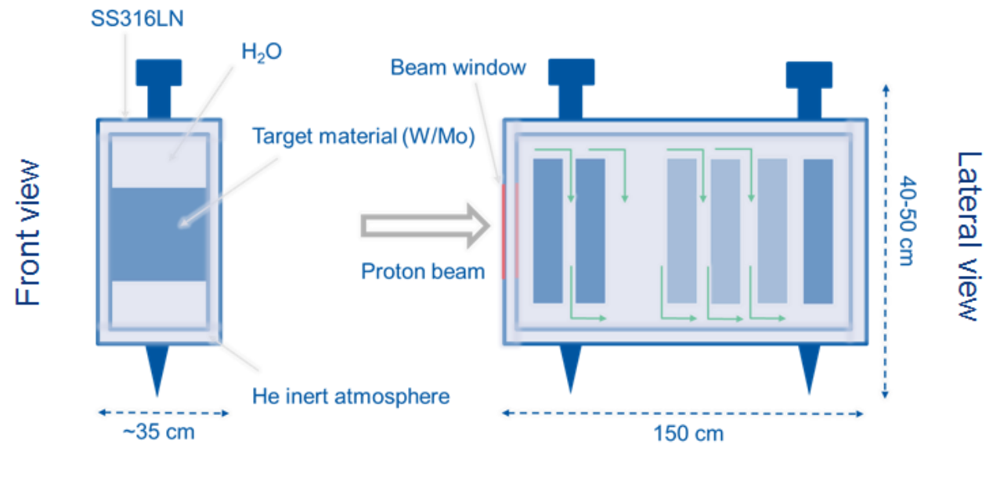 SS316LN
H₂O
Beam window
Target material (W/Mo)
Front view
Proton beam
40-50 cm
Lateral view
He inert atmosphere
~35 cm
150 cm